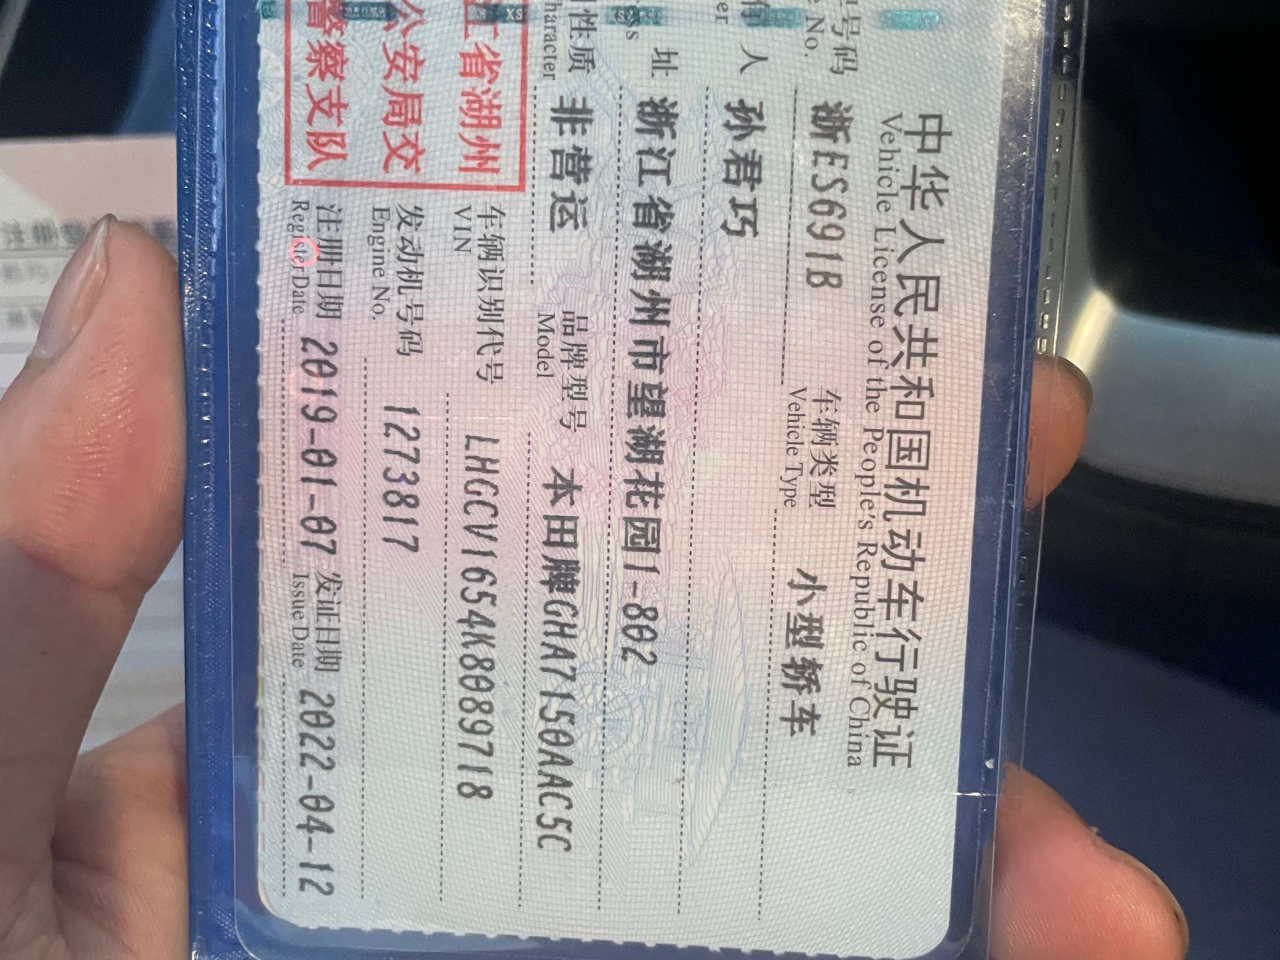 中华人民共和国机动车行驶证
Vehicle License of the People's Republic of China
号码 浙ES691B 车辆类型 小型轿车
No. Vehicle Type
人 孙君巧
址 浙江省湖州市望湖花园1-802
性质 非营运 品牌型号 本田牌GHA7150AAC5C
Character Model
江省湖州
公安局交
警察支队
车辆识别代号 LHGCV1654K8089718
VIN
发动机号码 1273817
Engine No.
注册日期 2019-01-07 发证日期 2022-04-12
Register Date Issue Date